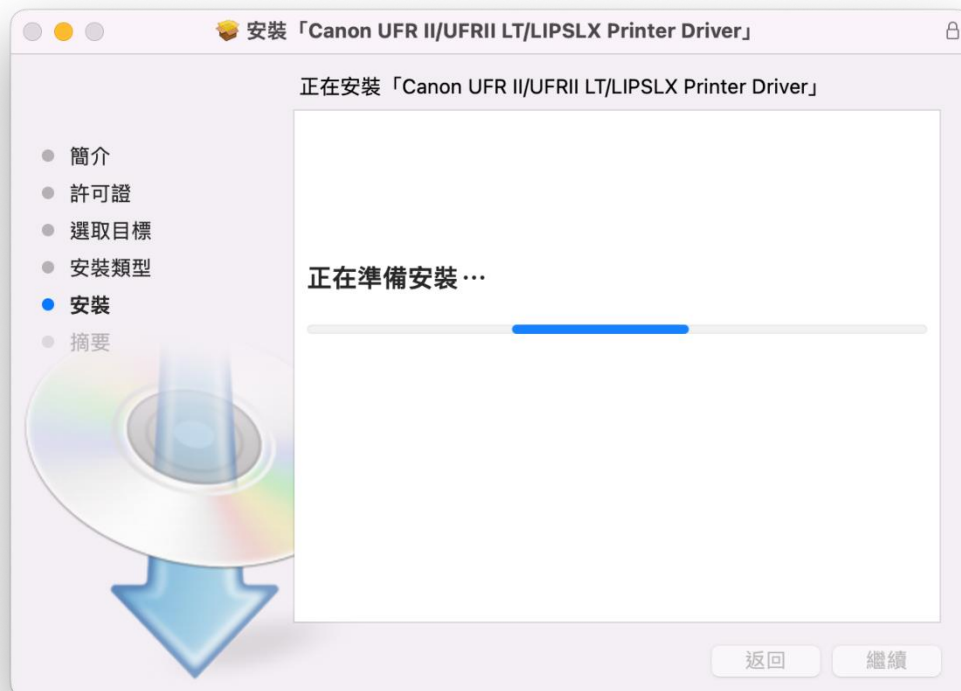 安裝「Canon UFR II/UFRII LT/LIPSLX Printer Driver」
正在安裝「Canon UFR II/UFRII LT/LIPSLX Printer Driver」
簡介
許可證
選取目標
安裝類型
安裝
摘要
正在準備安裝⋯
返回
繼續